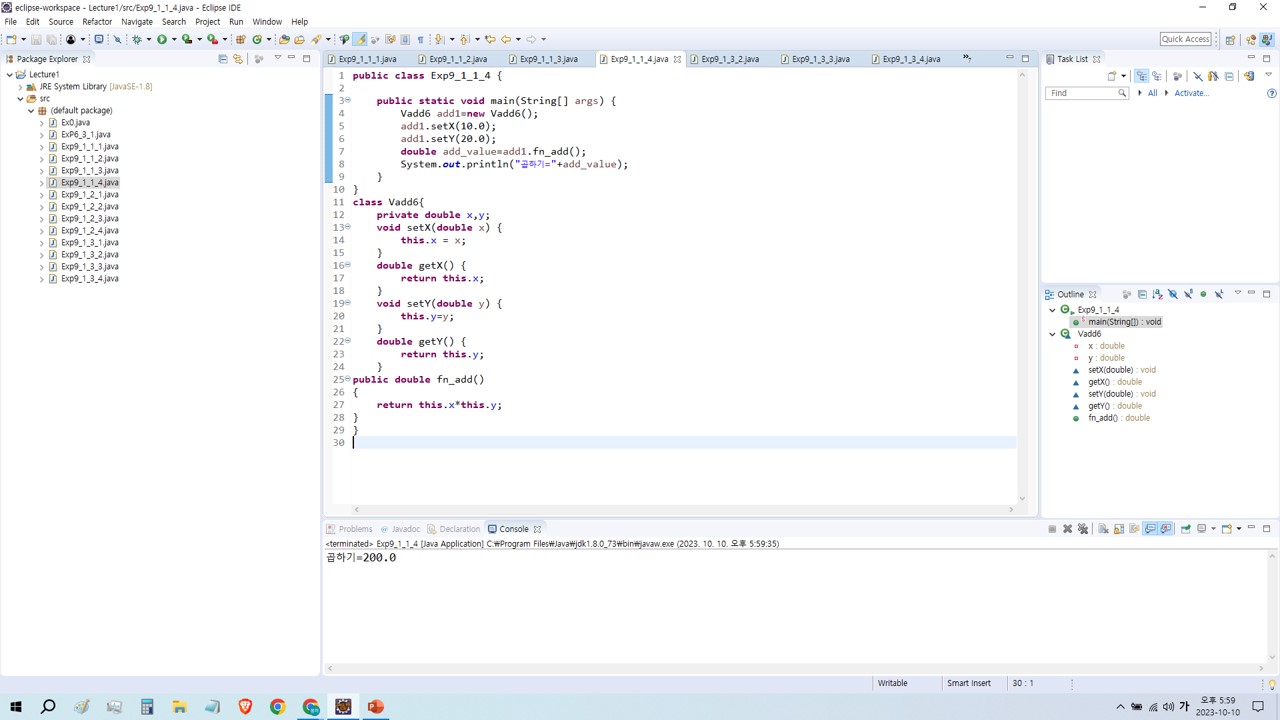 eclipse-workspace - Lecture1/src/Exp9_1_1_4.java - Eclipse IDE
File Edit Source Refactor Navigate Search Project Run Window Help
Quick Access
Package Explorer
Lecture1
JRE System Library [JavaSE-1.8]
src
(default package)
Ex0.java
ExP6_3_1.java
Exp9_1_1_1.java
Exp9_1_1_2.java
Exp9_1_1_3.java
Exp9_1_1_4.java
Exp9_1_2_1.java
Exp9_1_2_2.java
Exp9_1_2_3.java
Exp9_1_2_4.java
Exp9_1_3_1.java
Exp9_1_3_2.java
Exp9_1_3_3.java
Exp9_1_3_4.java
Exp9_1_1_1.java Exp9_1_1_2.java Exp9_1_1_3.java Exp9_1_1_4.java Exp9_1_3_2.java Exp9_1_3_3.java Exp9_1_3_4.java
1 public class Exp9_1_1_4 {
2
3 public static void main(String[] args) {
4 Vadd6 add1=new Vadd6();
5 add1.setX(10.0);
6 add1.setY(20.0);
7 double add_value=add1.fn_add();
8 System.out.println("곱하기="+add_value);
9 }
10 }
11 class Vadd6{
12 private double x,y;
13 void setX(double x) {
14 this.x = x;
15 }
16 double getX() {
17 return this.x;
18 }
19 void setY(double y) {
20 this.y=y;
21 }
22 double getY() {
23 return this.y;
24 }
25 public double fn_add()
26 {
27 return this.x*this.y;
28 }
29 }
30
Task List
Find All Activate...
Outline
Exp9_1_1_4
main(String[]) : void
Vadd6
x : double
y : double
setX(double) : void
getX() : double
setY(double) : void
getY() : double
fn_add() : double
Problems Javadoc Declaration Console
<terminated> Exp9_1_1_4 [Java Application] C:₩Program Files₩Java₩jdk1.8.0_73₩bin₩javaw.exe (2023. 10. 10. 오후 5:59:35)
곱하기=200.0
Writable Smart Insert 30 : 1
가
오후 5:59
2023-10-10